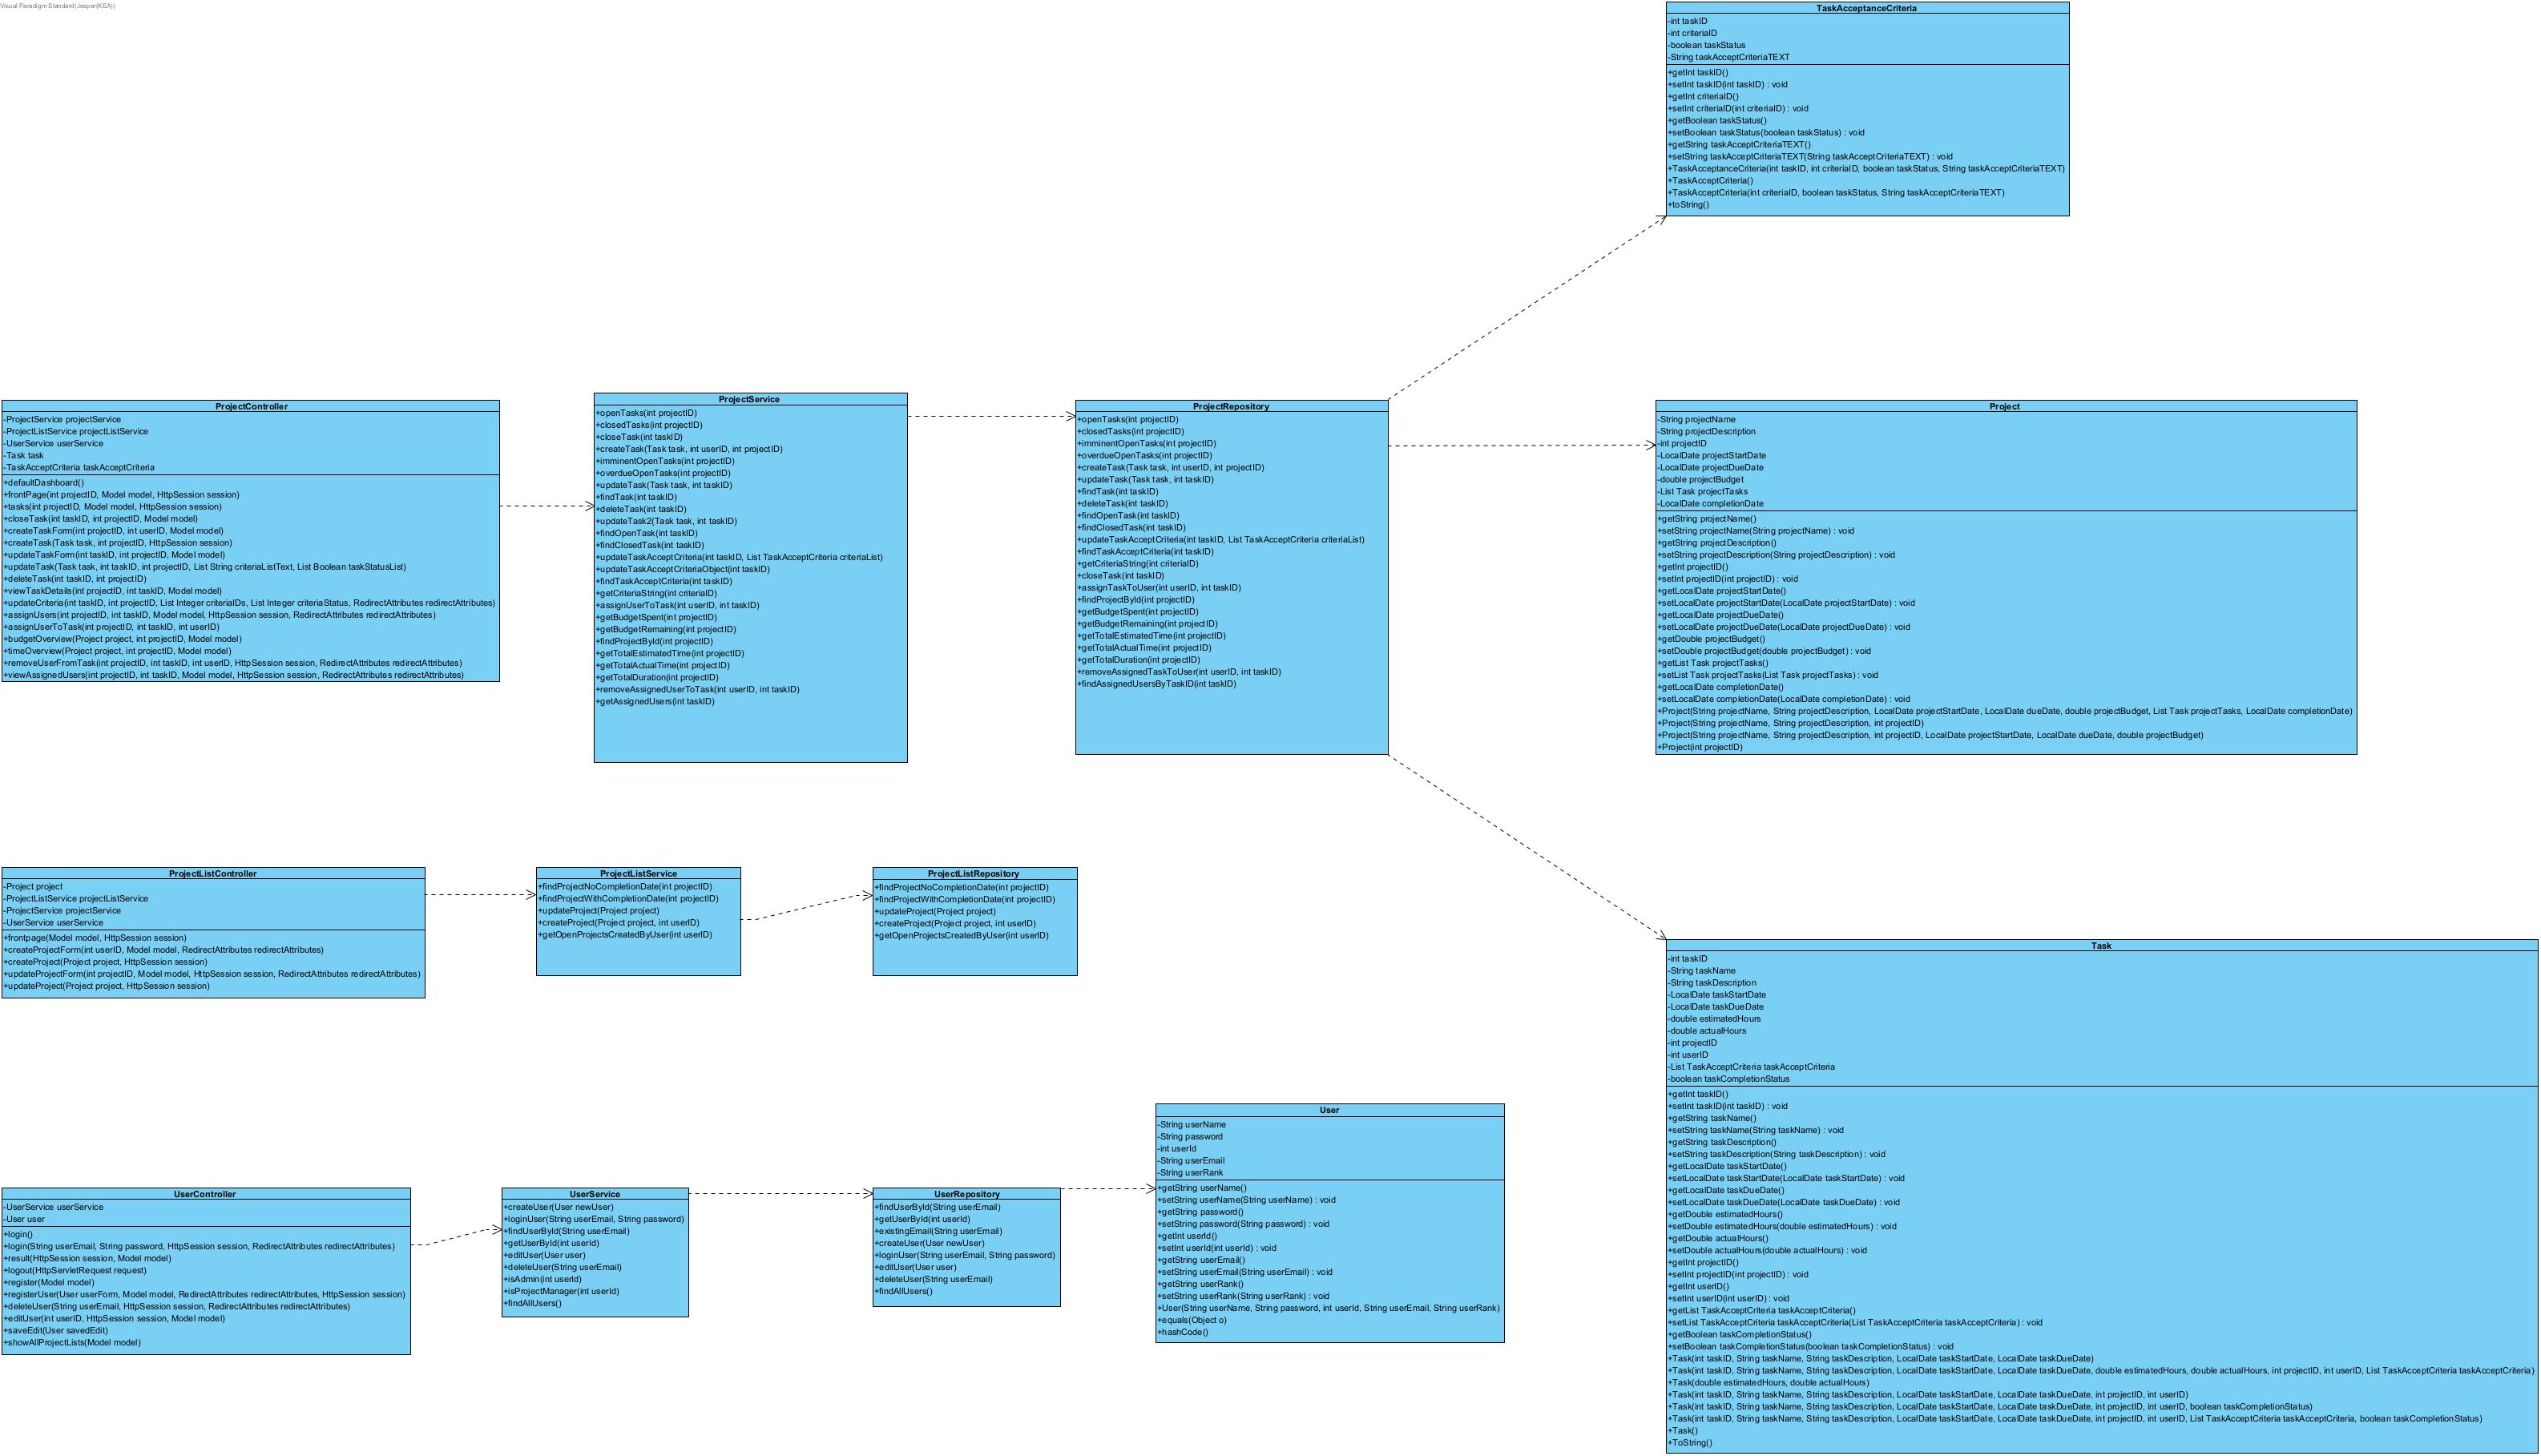 Visual Paradigm Standard(Jesper(KEA))
TaskAcceptanceCriteria
-int taskID
-int criteriaID
-boolean taskStatus
-String taskAcceptCriteriaTEXT
+getInt taskID()
+setInt taskID(int taskID) : void
+getInt criteriaID()
+setInt criteriaID(int criteriaID) : void
+getBoolean taskStatus()
+setBoolean taskStatus(boolean taskStatus) : void
+getString taskAcceptCriteriaTEXT()
+setString taskAcceptCriteriaTEXT(String taskAcceptCriteriaTEXT) : void
+TaskAcceptanceCriteria(int taskID, int criteriaID, boolean taskStatus, String taskAcceptCriteriaTEXT)
+TaskAcceptCriteria()
+TaskAcceptCriteria(int criteriaID, boolean taskStatus, String taskAcceptCriteriaTEXT)
+toString()
ProjectController
-ProjectService projectService
-ProjectListService projectListService
-UserService userService
-Task task
-TaskAcceptCriteria taskAcceptCriteria
+defaultDashboard()
+frontPage(int projectID, Model model, HttpSession session)
+tasks(int projectID, Model model, HttpSession session)
+closeTask(int taskID, int projectID, Model model)
+createTaskForm(int projectID, int userID, Model model)
+createTask(Task task, int projectID, HttpSession session)
+updateTaskForm(int taskID, int projectID, Model model)
+updateTask(Task task, int taskID, int projectID, List String criteriaListText, List Boolean taskStatusList)
+deleteTask(int taskID, int projectID)
+viewTaskDetails(int projectID, int taskID, Model model)
+updateCriteria(int taskID, int projectID, List Integer criteriaIDs, List Integer criteriaStatus, RedirectAttributes redirectAttributes)
+assignUsers(int projectID, int taskID, Model model, HttpSession session, RedirectAttributes redirectAttributes)
+assignUserToTask(int projectID, int taskID, int userID)
+budgetOverview(Project project, int projectID, Model model)
+timeOverview(Project project, int projectID, Model model)
+removeUserFromTask(int projectID, int taskID, int userID, HttpSession session, RedirectAttributes redirectAttributes)
+viewAssignedUsers(int projectID, int taskID, Model model, HttpSession session, RedirectAttributes redirectAttributes)
ProjectService
+openTasks(int projectID)
+closedTasks(int projectID)
+closeTask(int taskID)
+createTask(Task task, int userID, int projectID)
+imminentOpenTasks(int projectID)
+overdueOpenTasks(int projectID)
+updateTask(Task task, int taskID)
+findTask(int taskID)
+deleteTask(int taskID)
+updateTask2(Task task, int taskID)
+findOpenTask(int taskID)
+findClosedTask(int taskID)
+updateTaskAcceptCriteria(int taskID, List TaskAcceptCriteria criteriaList)
+updateTaskAcceptCriteriaObject(int taskID)
+findTaskAcceptCriteria(int taskID)
+getCriteriaString(int criteriaID)
+assignUserToTask(int userID, int taskID)
+getBudgetSpent(int projectID)
+getBudgetRemaining(int projectID)
+findProjectById(int projectID)
+getTotalEstimatedTime(int projectID)
+getTotalActualTime(int projectID)
+getTotalDuration(int projectID)
+removeAssignedUserToTask(int userID, int taskID)
+getAssignedUsers(int taskID)
ProjectRepository
+openTasks(int projectID)
+closedTasks(int projectID)
+imminentOpenTasks(int projectID)
+overdueOpenTasks(int projectID)
+createTask(Task task, int userID, int projectID)
+updateTask(Task task, int taskID)
+findTask(int taskID)
+deleteTask(int taskID)
+findOpenTask(int taskID)
+findClosedTask(int taskID)
+updateTaskAcceptCriteria(int taskID, List TaskAcceptCriteria criteriaList)
+findTaskAcceptCriteria(int taskID)
+getCriteriaString(int criteriaID)
+closeTask(int taskID)
+assignTaskToUser(int userID, int taskID)
+findProjectById(int projectID)
+getBudgetSpent(int projectID)
+getBudgetRemaining(int projectID)
+getTotalEstimatedTime(int projectID)
+getTotalActualTime(int projectID)
+getTotalDuration(int projectID)
+removeAssignedTaskToUser(int userID, int taskID)
+findAssignedUsersByTaskID(int taskID)
Project
-String projectName
-String projectDescription
-int projectID
-LocalDate projectStartDate
-LocalDate projectDueDate
-double projectBudget
-List Task projectTasks
-LocalDate completionDate
+getString projectName()
+setString projectName(String projectName) : void
+getString projectDescription()
+setString projectDescription(String projectDescription) : void
+getInt projectID()
+setInt projectID(int projectID) : void
+getLocalDate projectStartDate()
+setLocalDate projectStartDate(LocalDate projectStartDate) : void
+getLocalDate projectDueDate()
+setLocalDate projectDueDate(LocalDate projectDueDate) : void
+getDouble projectBudget()
+setDouble projectBudget(double projectBudget) : void
+getList Task projectTasks()
+setList Task projectTasks(List Task projectTasks) : void
+getLocalDate completionDate()
+setLocalDate completionDate(LocalDate completionDate) : void
+Project(String projectName, String projectDescription, LocalDate projectStartDate, LocalDate dueDate, double projectBudget, List Task projectTasks, LocalDate completionDate)
+Project(String projectName, String projectDescription, int projectID)
+Project(String projectName, String projectDescription, int projectID, LocalDate projectStartDate, LocalDate dueDate, double projectBudget)
+Project(int projectID)
ProjectListController
-Project project
-ProjectListService projectListService
-ProjectService projectService
-UserService userService
+frontpage(Model model, HttpSession session)
+createProjectForm(int userID, Model model, RedirectAttributes redirectAttributes)
+createProject(Project project, HttpSession session)
+updateProjectForm(int projectID, Model model, HttpSession session, RedirectAttributes redirectAttributes)
+updateProject(Project project, HttpSession session)
ProjectListService
+findProjectNoCompletionDate(int projectID)
+findProjectWithCompletionDate(int projectID)
+updateProject(Project project)
+createProject(Project project, int userID)
+getOpenProjectsCreatedByUser(int userID)
ProjectListRepository
+findProjectNoCompletionDate(int projectID)
+findProjectWithCompletionDate(int projectID)
+updateProject(Project project)
+createProject(Project project, int userID)
+getOpenProjectsCreatedByUser(int userID)
UserController
-UserService userService
-User user
+login()
+login(String userEmail, String password, HttpSession session, RedirectAttributes redirectAttributes)
+result(HttpSession session, Model model)
+logout(HttpServletRequest request)
+register(Model model)
+registerUser(User userForm, Model model, RedirectAttributes redirectAttributes, HttpSession session)
+deleteUser(String userEmail, HttpSession session, RedirectAttributes redirectAttributes)
+editUser(int userID, HttpSession session, Model model)
+saveEdit(User savedEdit)
+showAllProjectLists(Model model)
UserService
+createUser(User newUser)
+loginUser(String userEmail, String password)
+findUserById(String userEmail)
+getUserById(int userId)
+editUser(User user)
+deleteUser(String userEmail)
+isAdmin(int userId)
+isProjectManager(int userId)
+findAllUsers()
UserRepository
+findUserById(String userEmail)
+getUserById(int userId)
+existingEmail(String userEmail)
+createUser(User newUser)
+loginUser(String userEmail, String password)
+editUser(User user)
+deleteUser(String userEmail)
+findAllUsers()
User
-String userName
-String password
-int userId
-String userEmail
-String userRank
+getString userName()
+setString userName(String userName) : void
+getString password()
+setString password(String password) : void
+getInt userId()
+setInt userId(int userId) : void
+getString userEmail()
+setString userEmail(String userEmail) : void
+getString userRank()
+setString userRank(String userRank) : void
+User(String userName, String password, int userId, String userEmail, String userRank)
+equals(Object o)
+hashCode()
Task
-int taskID
-String taskName
-String taskDescription
-LocalDate taskStartDate
-LocalDate taskDueDate
-double estimatedHours
-double actualHours
-int projectID
-int userID
-List TaskAcceptCriteria taskAcceptCriteria
-boolean taskCompletionStatus
+getInt taskID()
+setInt taskID(int taskID) : void
+getString taskName()
+setString taskName(String taskName) : void
+getString taskDescription()
+setString taskDescription(String taskDescription) : void
+getLocalDate taskStartDate()
+setLocalDate taskStartDate(LocalDate taskStartDate) : void
+getLocalDate taskDueDate()
+setLocalDate taskDueDate(LocalDate taskDueDate) : void
+getDouble estimatedHours()
+setDouble estimatedHours(double estimatedHours) : void
+getDouble actualHours()
+setDouble actualHours(double actualHours) : void
+getInt projectID()
+setInt projectID(int projectID) : void
+getInt userID()
+setInt userID(int userID) : void
+getList TaskAcceptCriteria taskAcceptCriteria()
+setList TaskAcceptCriteria taskAcceptCriteria(List TaskAcceptCriteria taskAcceptCriteria) : void
+getBoolean taskCompletionStatus()
+setBoolean taskCompletionStatus(boolean taskCompletionStatus) : void
+Task(int taskID, String taskName, String taskDescription, LocalDate taskStartDate, LocalDate taskDueDate)
+Task(int taskID, String taskName, String taskDescription, LocalDate taskStartDate, LocalDate taskDueDate, double estimatedHours, double actualHours, int projectID, int userID, List TaskAcceptCriteria taskAcceptCriteria)
+Task(double estimatedHours, double actualHours)
+Task(int taskID, String taskName, String taskDescription, LocalDate taskStartDate, LocalDate taskDueDate, int projectID, int userID)
+Task(int taskID, String taskName, String taskDescription, LocalDate taskStartDate, LocalDate taskDueDate, int projectID, int userID, boolean taskCompletionStatus)
+Task(int taskID, String taskName, String taskDescription, LocalDate taskStartDate, LocalDate taskDueDate, int projectID, int userID, List TaskAcceptCriteria taskAcceptCriteria, boolean taskCompletionStatus)
+Task()
+ToString()